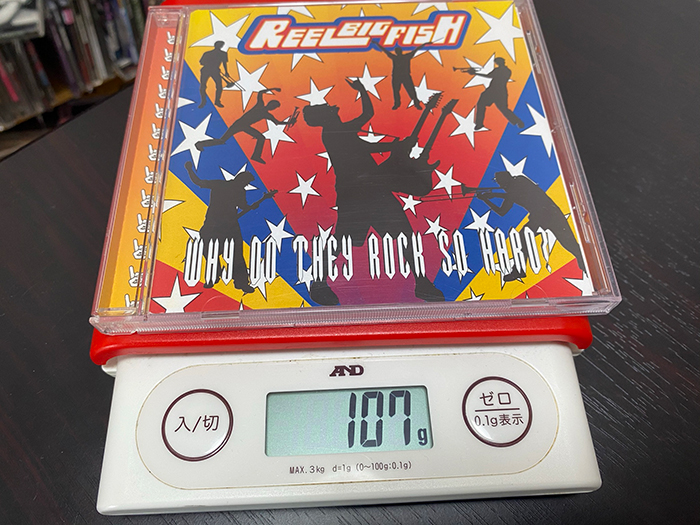 REEL BIG FISH
WHY DO THEY ROCK SO HARD?
AND
入/切
107g
ゼロ
0.1g表示
MAX. 3kg d=1g (0～100g:0.1g)